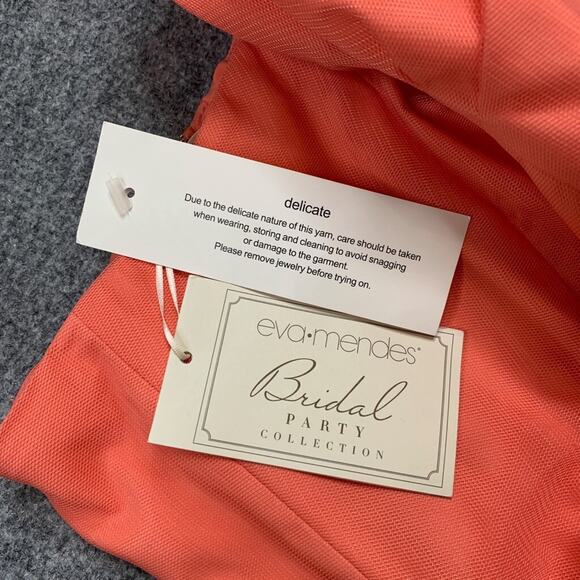 delicate
Due to the delicate nature of this yarn, care should be taken
when wearing, storing and cleaning to avoid snagging
or damage to the garment.
Please remove jewelry before trying on.
eva•mendes®
Bridal
PARTY
COLLECTION